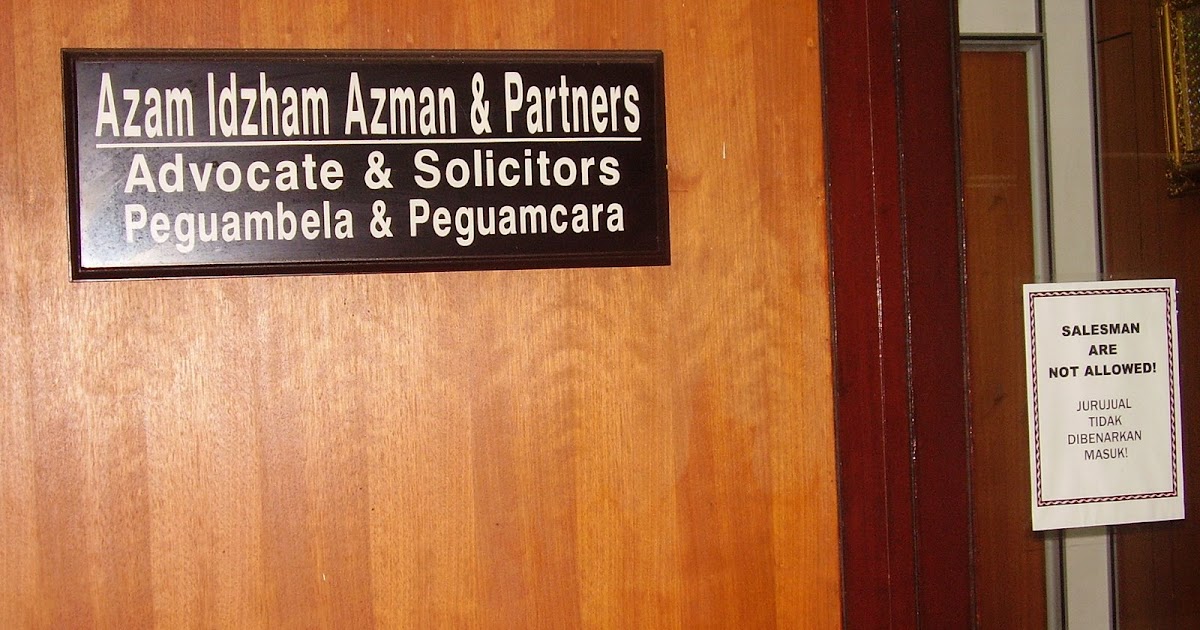 Azam Idzham Azman & Partners
Advocate & Solicitors
Peguambela & Peguamcara
SALESMAN
ARE
NOT ALLOWED!
JURUJUAL
TIDAK
DIBENARKAN
MASUK!